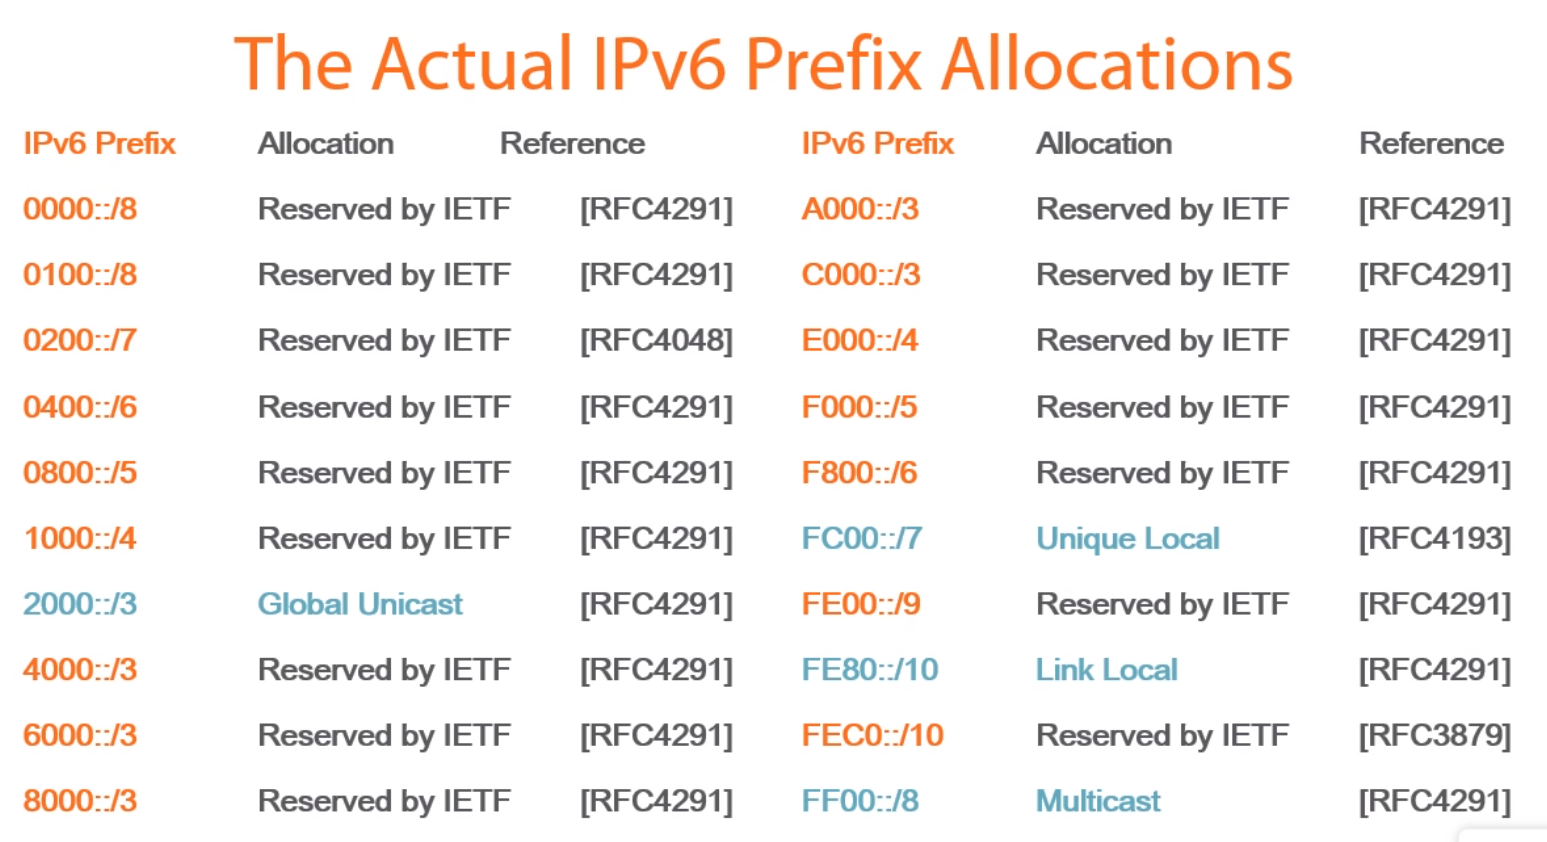 The Actual IPv6 Prefix Allocations
IPv6 Prefix Allocation Reference IPv6 Prefix Allocation Reference
0000::/8 Reserved by IETF [RFC4291] A000::/3 Reserved by IETF [RFC4291]
0100::/8 Reserved by IETF [RFC4291] C000::/3 Reserved by IETF [RFC4291]
0200::/7 Reserved by IETF [RFC4048] E000::/4 Reserved by IETF [RFC4291]
0400::/6 Reserved by IETF [RFC4291] F000::/5 Reserved by IETF [RFC4291]
0800::/5 Reserved by IETF [RFC4291] F800::/6 Reserved by IETF [RFC4291]
1000::/4 Reserved by IETF [RFC4291] FC00::/7 Unique Local [RFC4193]
2000::/3 Global Unicast [RFC4291] FE00::/9 Reserved by IETF [RFC4291]
4000::/3 Reserved by IETF [RFC4291] FE80::/10 Link Local [RFC4291]
6000::/3 Reserved by IETF [RFC4291] FEC0::/10 Reserved by IETF [RFC3879]
8000::/3 Reserved by IETF [RFC4291] FF00::/8 Multicast [RFC4291]